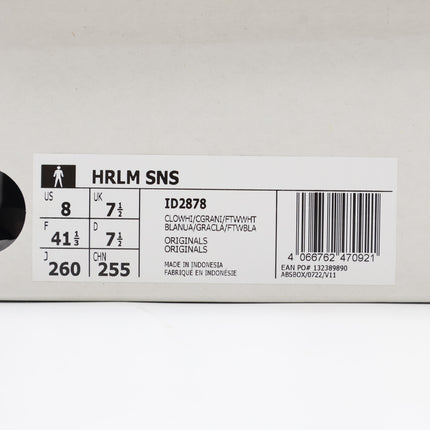 HRLM SNS
US 8 UK 7½
F 41⅓ D 7½
J 260 CHN 255
ID2878
CLOWHI/CGRANI/FTWWHT
BLANUA/GRACLA/FTWBLA
ORIGINALS
ORIGINALS
MADE IN INDONESIA
FABRIQUÉ EN INDONÉSIE
4 066762 470921
EAN PO# 132389890
ABSBOX/0722/V11